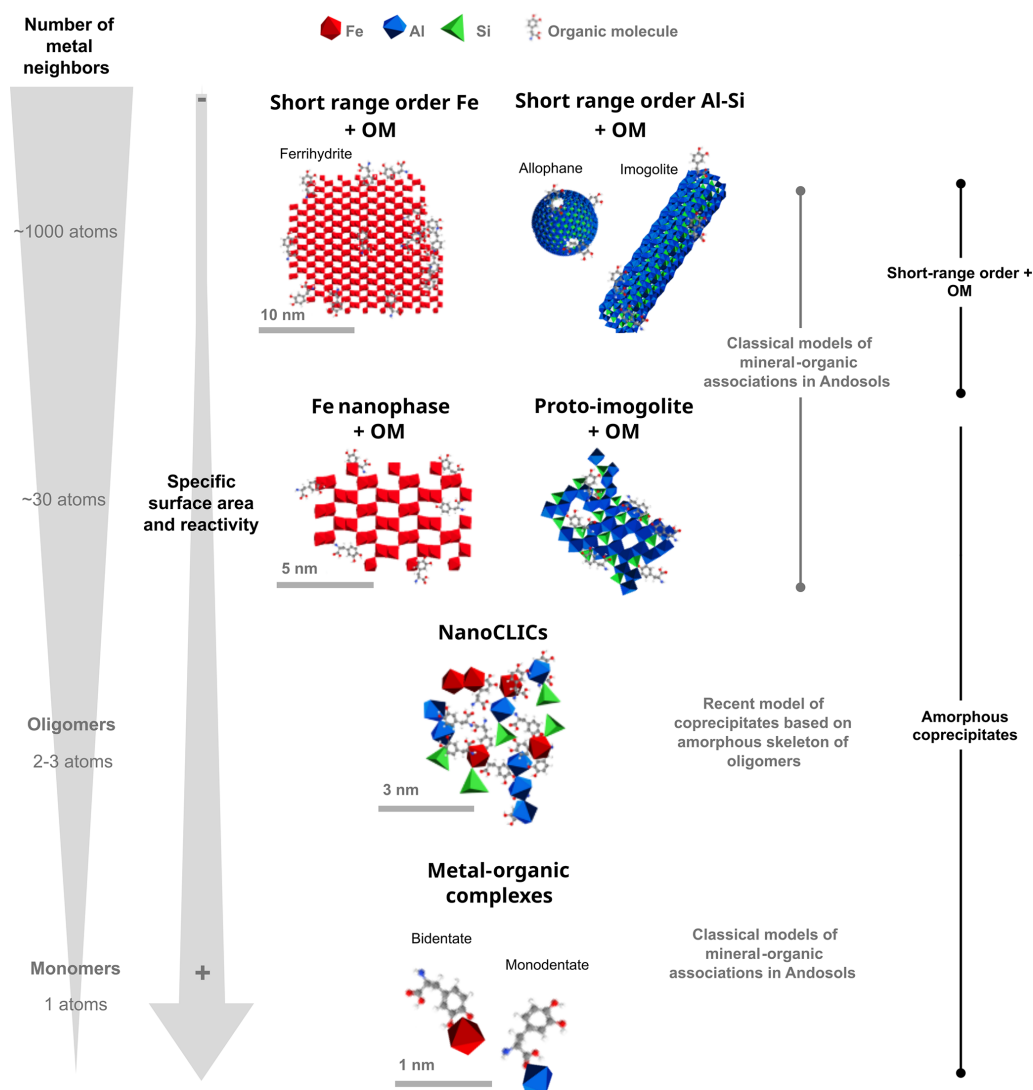 Number of
metal
neighbors
Fe
Al
Si
Organic molecule
-
Short range order Fe
+ OM
Short range order Al-Si
+ OM
Ferrihydrite
Allophane
Imogolite
~1000 atoms
10 nm
Short-range order +
OM
Classical models of
mineral-organic
associations in Andosols
Fe nanophase
+ OM
Proto-imogolite
+ OM
~30 atoms
Specific
surface area
and reactivity
5 nm
NanoCLICs
Oligomers
2-3 atoms
Recent model of
coprecipitates based on
amorphous skeleton of
oligomers
Amorphous
coprecipitates
3 nm
Metal-organic
complexes
Bidentate
Monodentate
Classical models of
mineral-organic
associations in Andosols
Monomers
1 atoms
+
1 nm